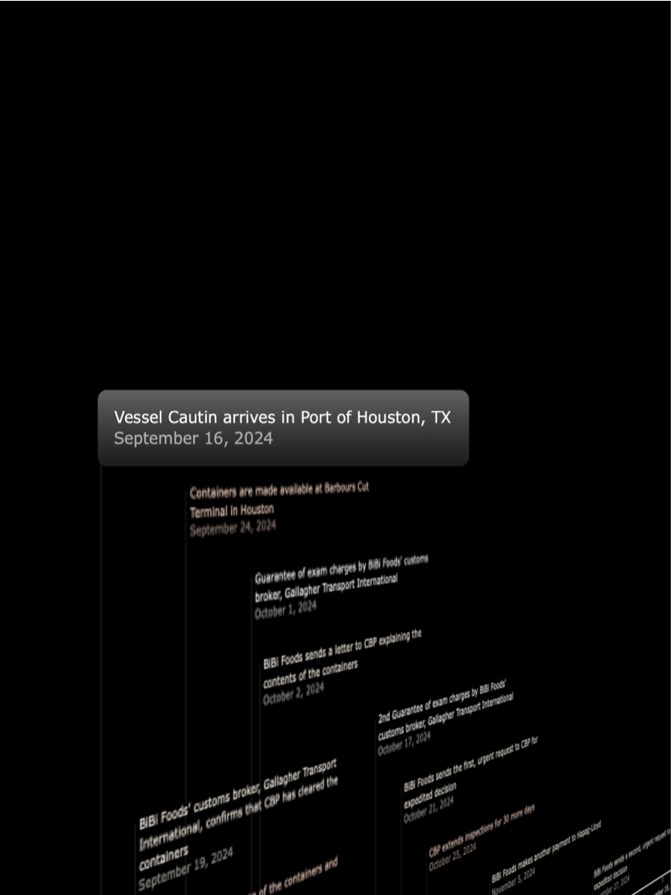 Vessel Cautin arrives in Port of Houston, TX
September 16, 2024
Containers are made available at Barbours Cut
Terminal in Houston
September 24, 2024
Guarantee of exam charges by BiBi Foods' customs
broker, Gallagher Transport International
October 1, 2024
BiBi Foods sends a letter to CBP explaining the
contents of the containers
October 2, 2024
2nd Guarantee of exam charges by BiBi Foods'
customs broker, Gallagher Transport International
October 17, 2024
BiBi Foods sends the first, urgent request to CBP for
expedited decision
October 21, 2024
BiBi Foods' customs broker, Gallagher Transport
International, confirms that CBP has cleared the
containers
September 19, 2024
CBP extends inspections for 30 more days
October 25, 2024
BiBi Foods makes another payment to Hapag-Lloyd
November 5, 2024
BiBi Foods sends a second, urgent request
expedited decision
of the containers and